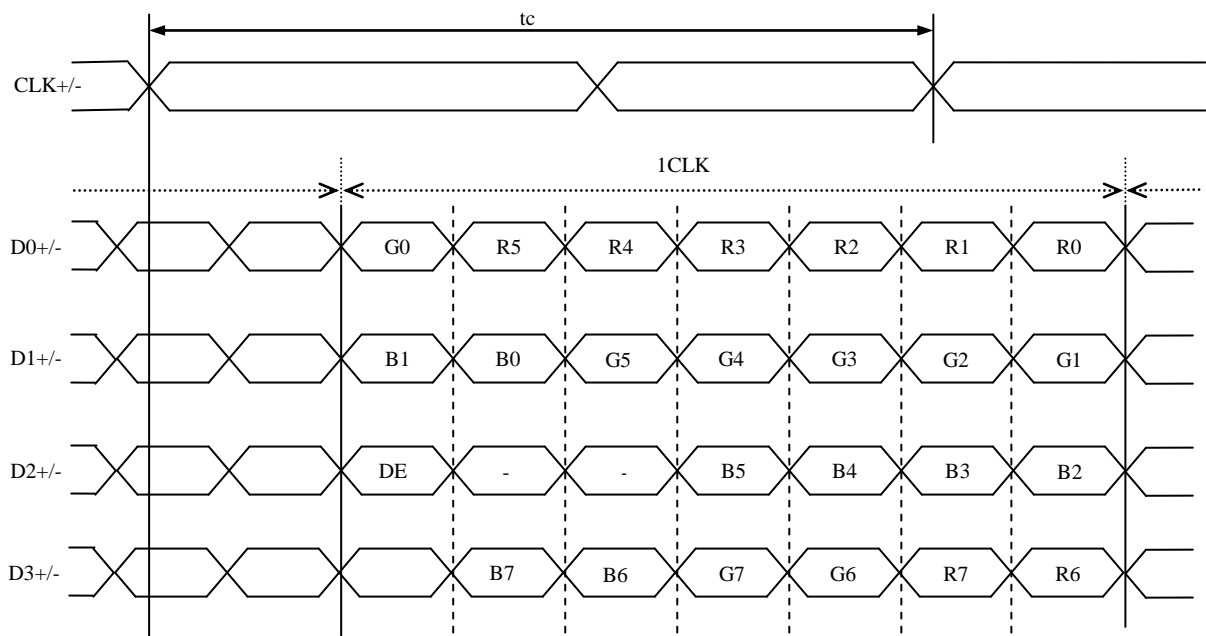 tc
CLK+/-
1CLK
D0+/- G0 R5 R4 R3 R2 R1 R0
D1+/- B1 B0 G5 G4 G3 G2 G1
D2+/- DE - - B5 B4 B3 B2
D3+/- B7 B6 G7 G6 R7 R6